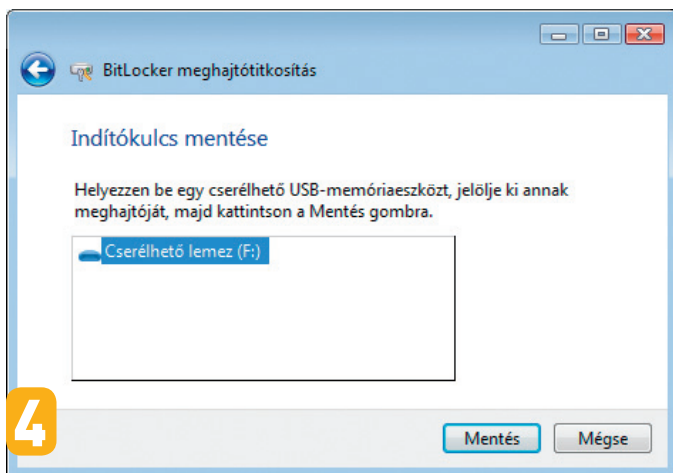 BitLocker meghajtótitkosítás
Indítókulcs mentése
Helyezzen be egy cserélhető USB-memóriaeszközt, jelölje ki annak
meghajtóját, majd kattintson a Mentés gombra.
Cserélhető lemez (F:)
4
Mentés Mégse